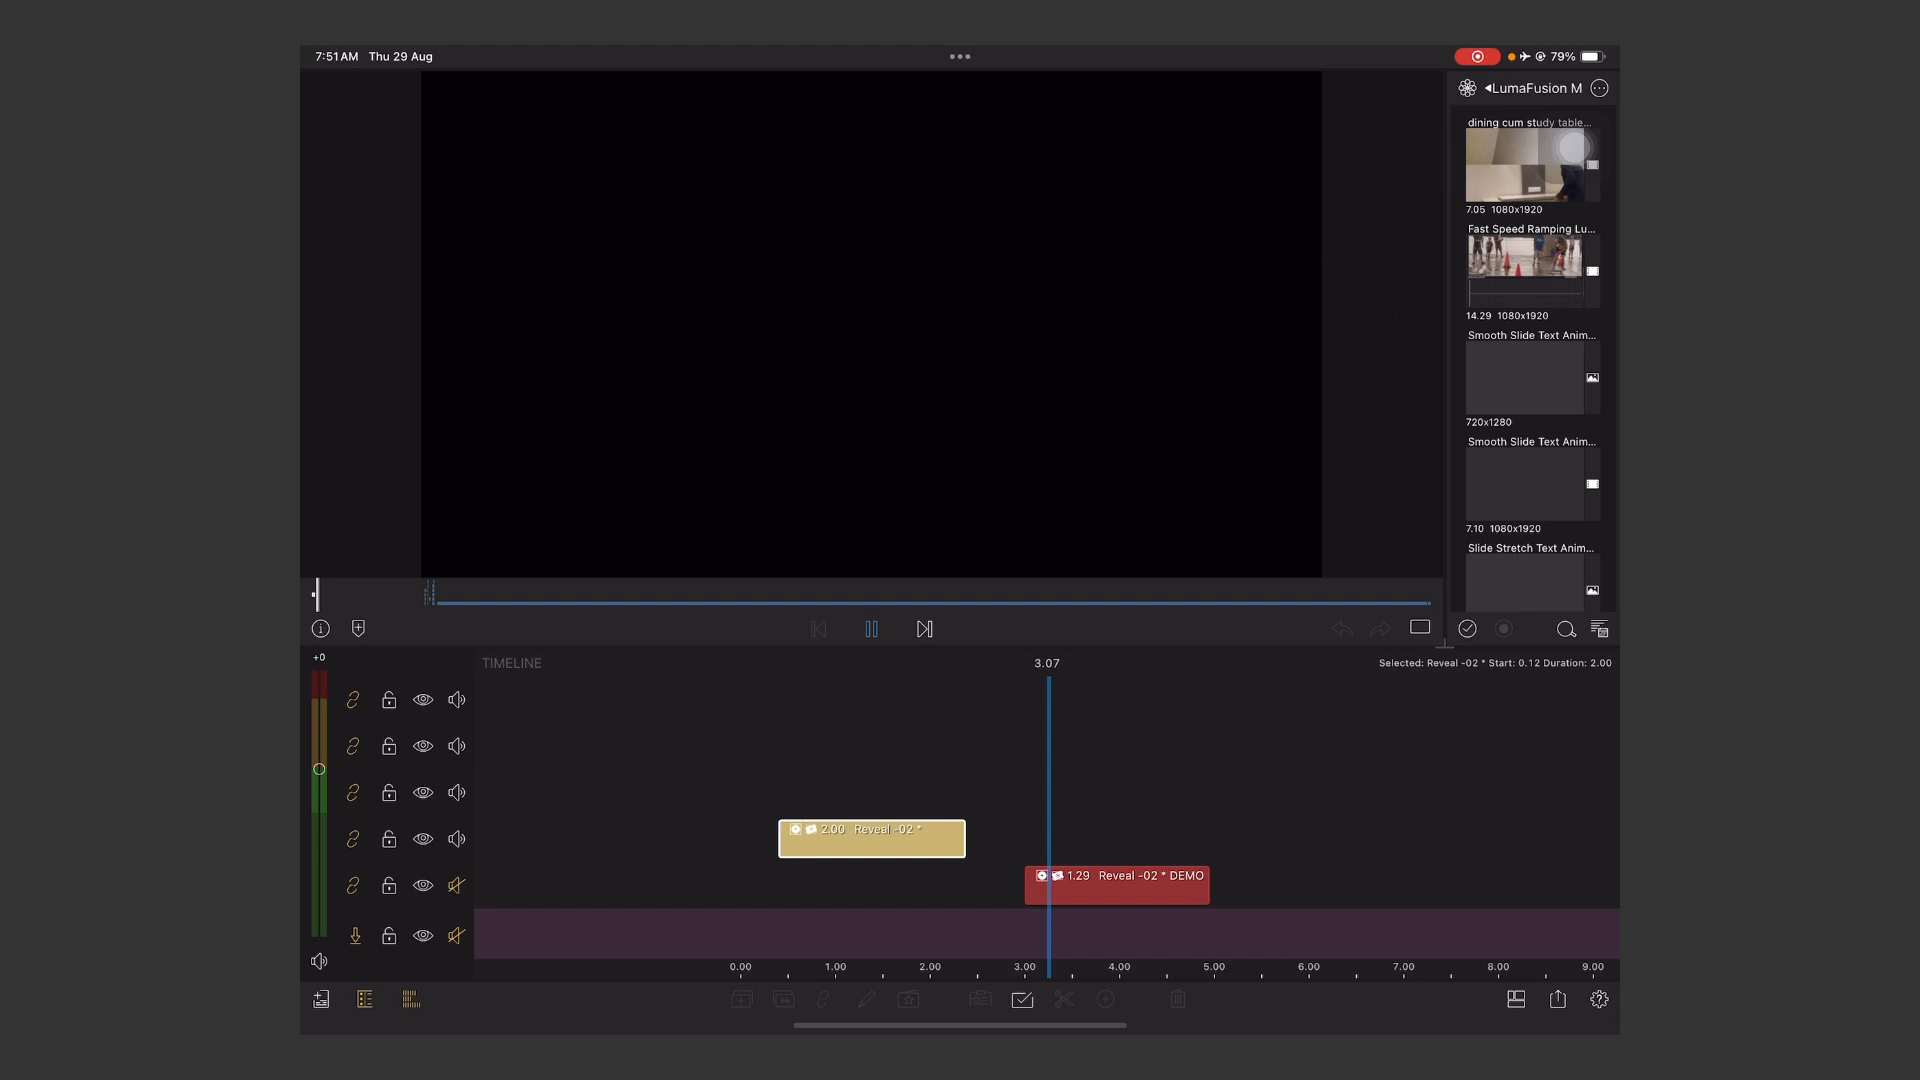 7:51AM Thu 29 Aug
79%
LumaFusion M
dining cum study table...
7.05 1080x1920
Fast Speed Ramping Lu...
14.29 1080x1920
Smooth Slide Text Anim...
720x1280
Smooth Slide Text Anim...
7.10 1080x1920
Slide Stretch Text Anim...
+0
TIMELINE
3.07
Selected: Reveal -02 * Start: 0.12 Duration: 2.00
2.00 Reveal -02 *
1.29 Reveal -02 * DEMO
0.00 1.00 2.00 3.00 4.00 5.00 6.00 7.00 8.00 9.00